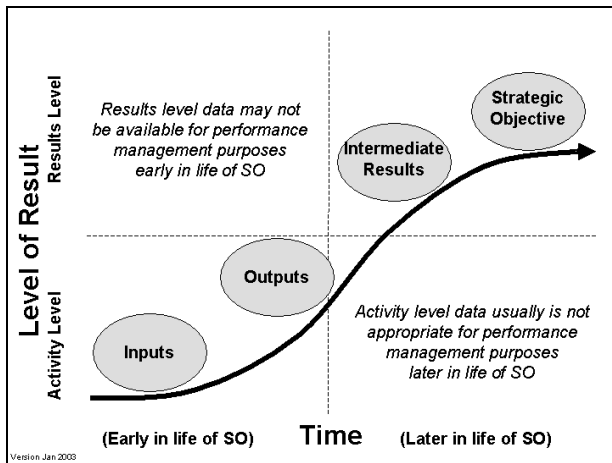 Level of Result
Results Level
Activity Level
Results level data may not
be available for performance
management purposes
early in life of SO
Strategic
Objective
Intermediate
Results
Outputs
Inputs
Activity level data usually is not
appropriate for performance
management purposes
later in life of SO
(Early in life of SO) Time (Later in life of SO)
Version Jan 2003